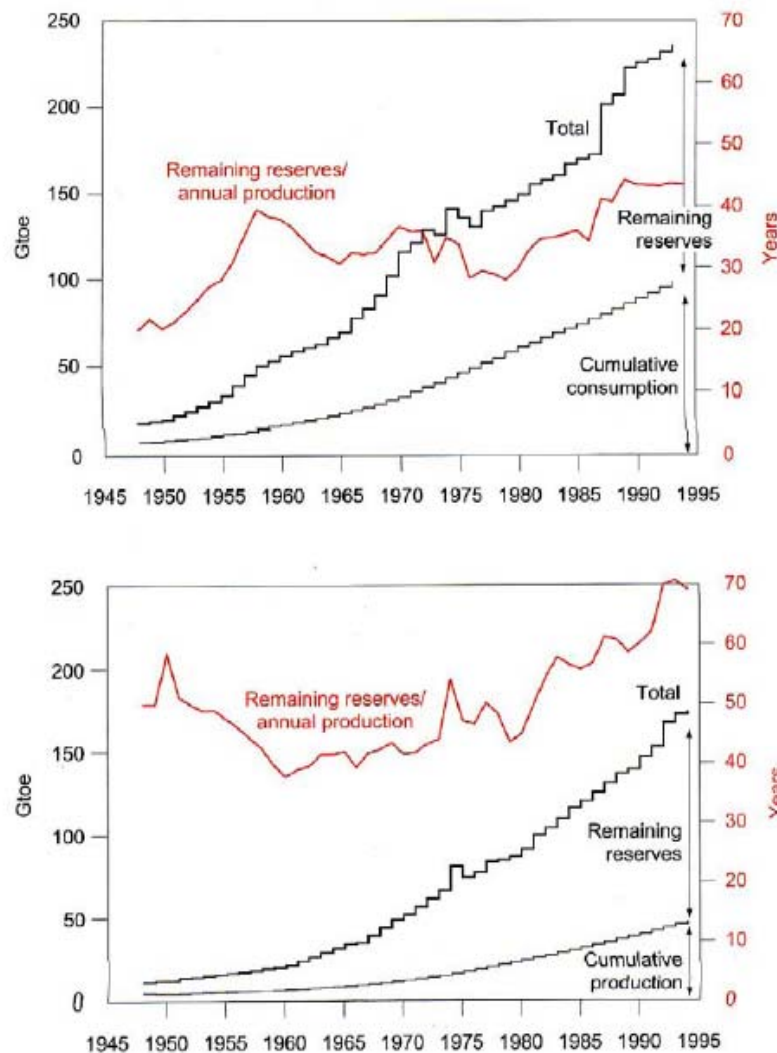 250
200
150
100
50
0
Gtoe
70
60
50
40
30
20
10
0
Years
Total
Remaining reserves/
annual production
Remaining
reserves
Cumulative
consumption
1945 1950 1955 1960 1965 1970 1975 1980 1985 1990 1995
250
200
150
100
50
0
Gtoe
70
60
50
40
30
20
10
0
Years
Remaining reserves/
annual production
Total
Remaining
reserves
Cumulative
production
1945 1950 1955 1960 1965 1970 1975 1980 1985 1990 1995